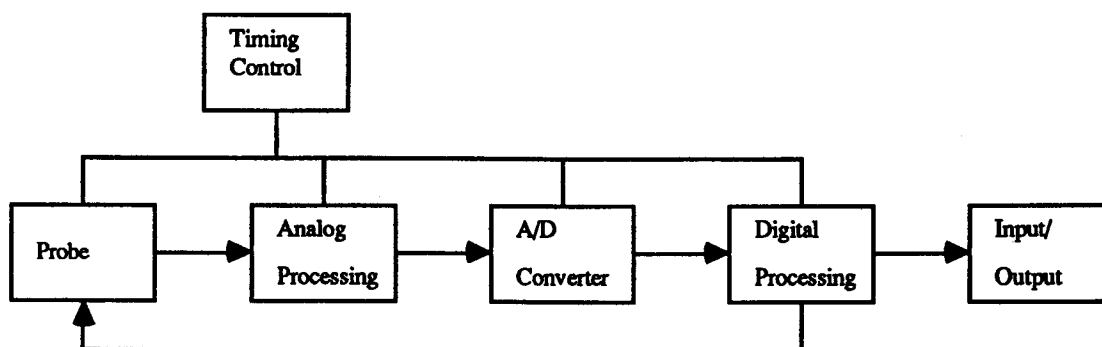 Timing
Control
Probe
Analog
Processing
A/D
Converter
Digital
Processing
Input/
Output